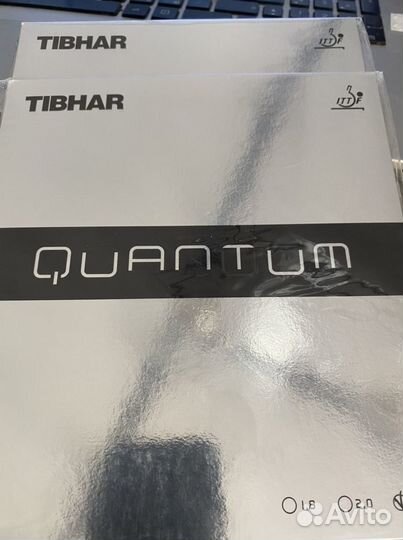 TIBHAR
ITTF
TIBHAR
ITTF
QUANTUM
1.8 2.0
Avito